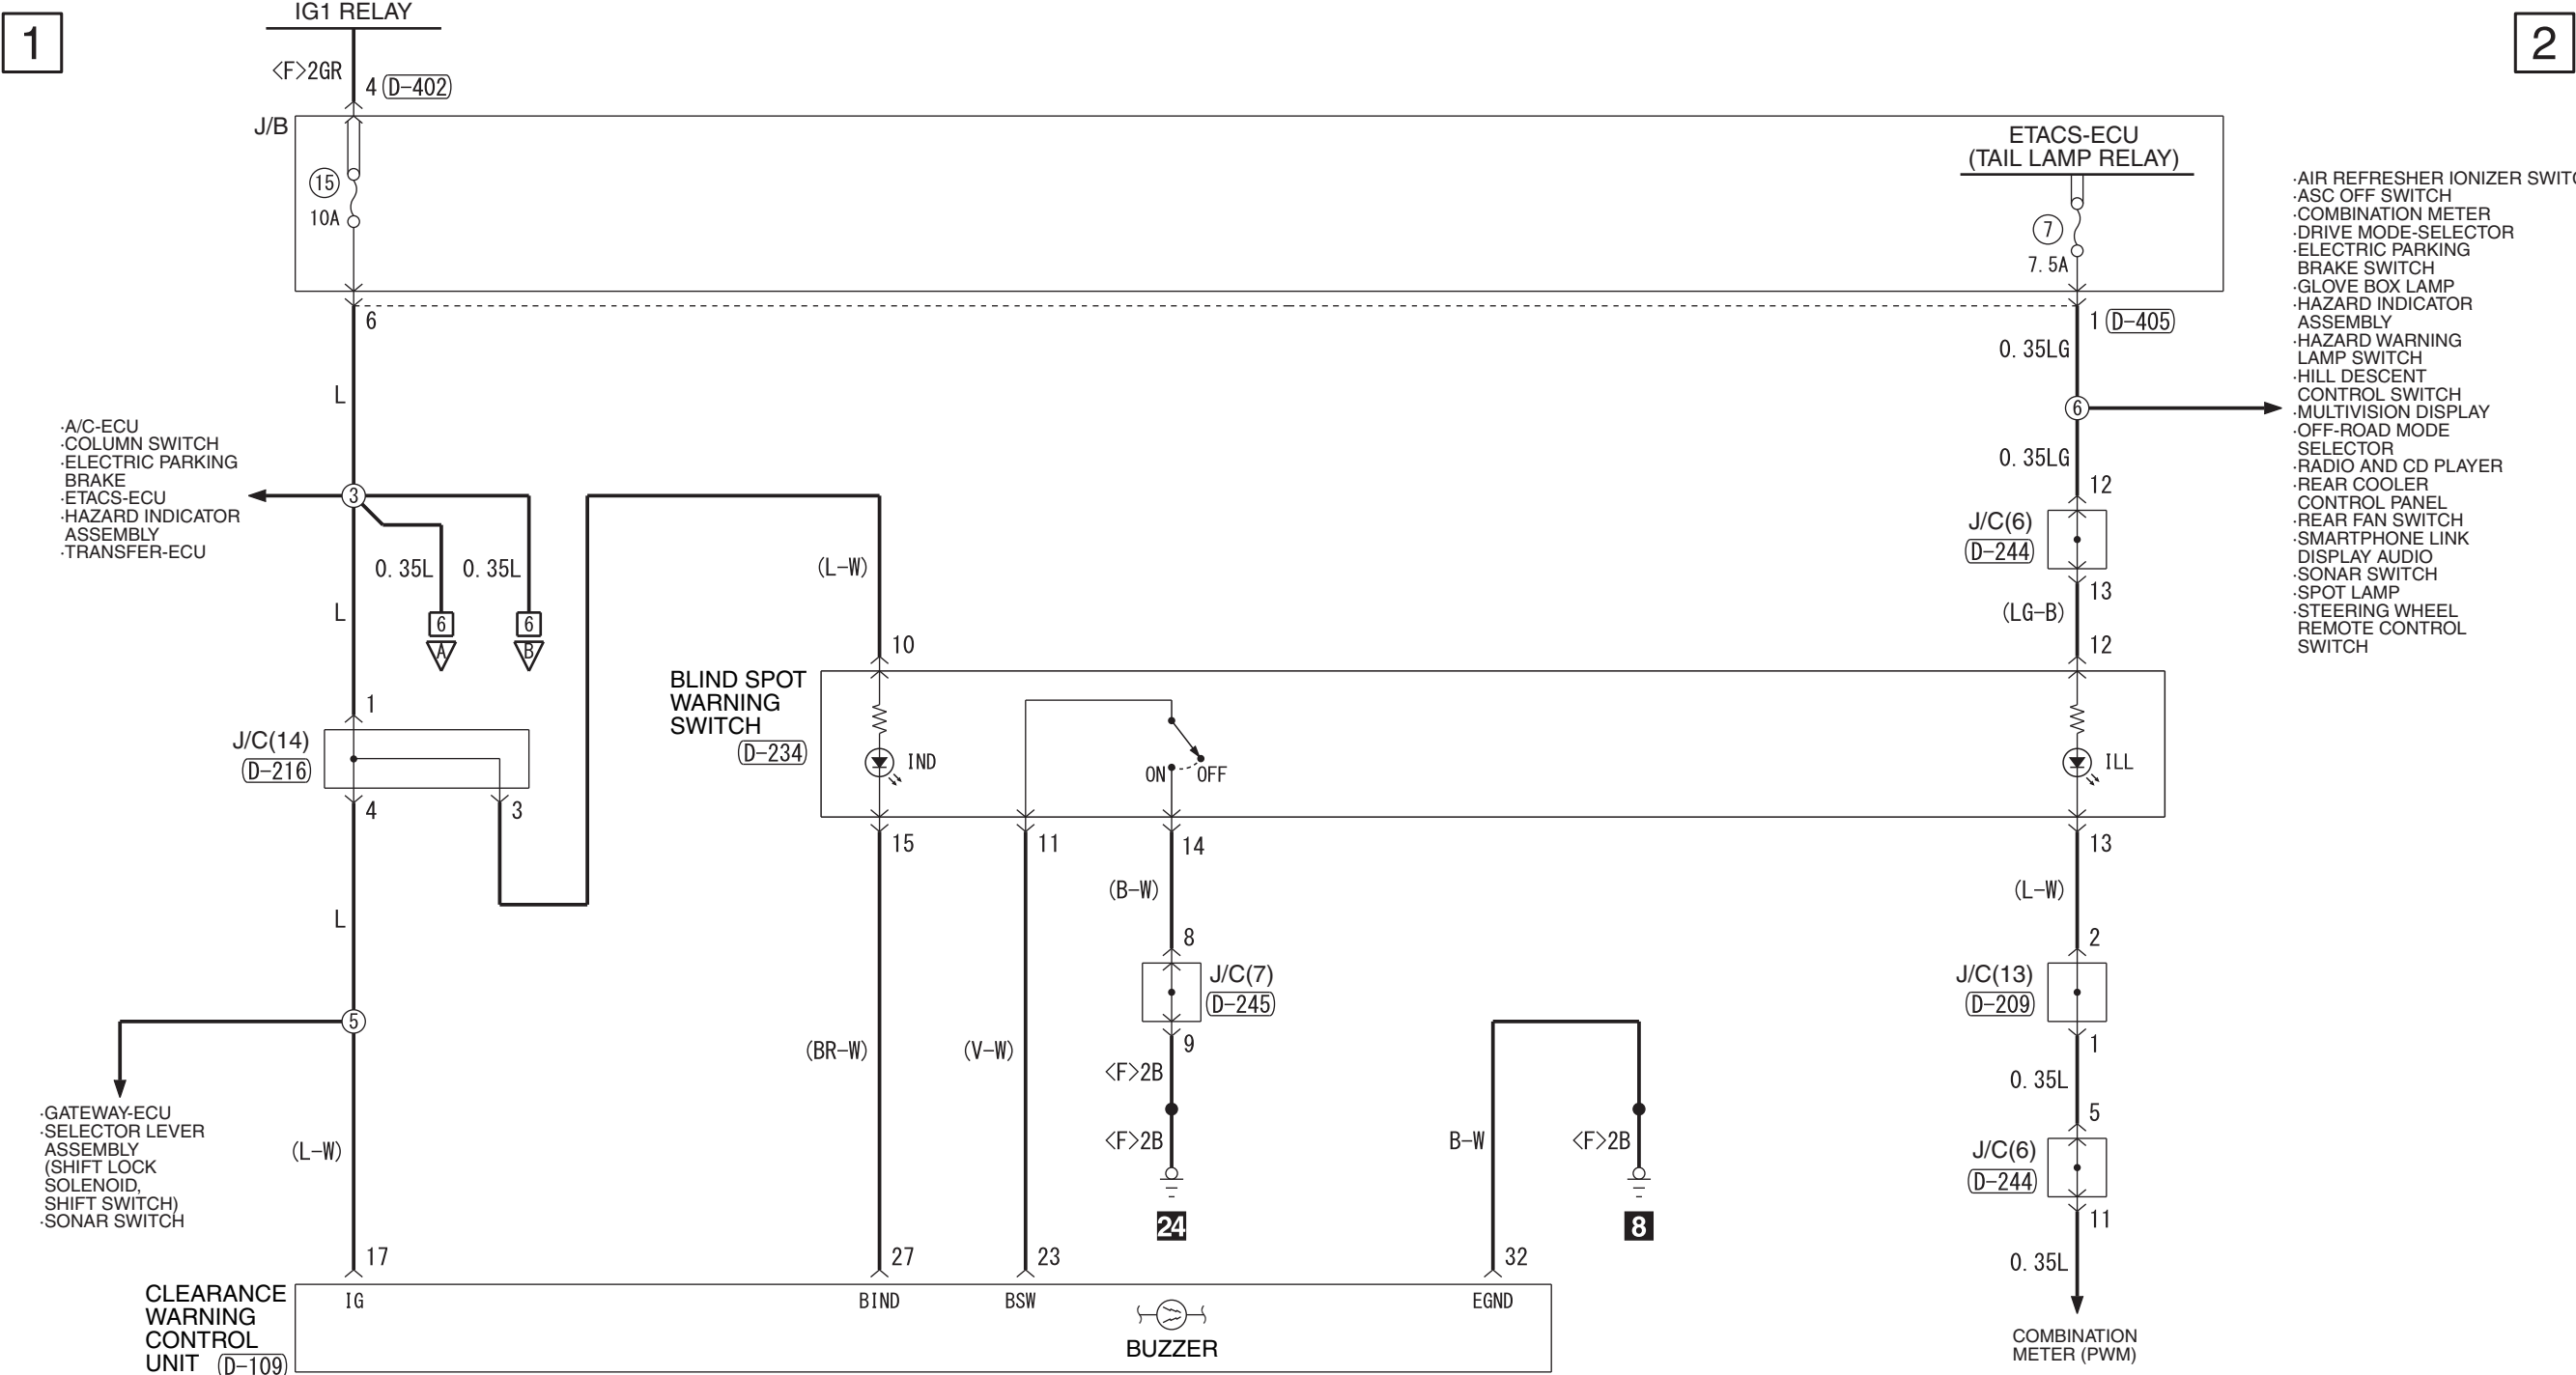 1
IG1 RELAY
2
<F>2GR
4 (D-402)
J/B
15
10A
ETACS-ECU
(TAIL LAMP RELAY)
7
7.5A
6
1 (D-405)
0.35LG
6
0.35LG
·AIR REFRESHER IONIZER
·ASC OFF SWITCH
·COMBINATION METER
·DRIVE MODE-SELECTOR
·ELECTRIC PARKING
BRAKE SWITCH
·GLOVE BOX LAMP
·HAZARD INDICATOR
ASSEMBLY
·HAZARD WARNING
LAMP SWITCH
·HILL DESCENT
CONTROL SWITCH
·MULTIVISION DISPLAY
·OFF-ROAD MODE
SELECTOR
·RADIO AND CD PLAYER
·REAR COOLER
CONTROL PANEL
·REAR FAN SWITCH
·SMARTPHONE LINK
DISPLAY AUDIO
·SONAR SWITCH
·SPOT LAMP
·STEERING WHEEL
REMOTE CONTROL
SWITCH
L
·A/C-ECU
·COLUMN SWITCH
·ELECTRIC PARKING
BRAKE
·ETACS-ECU
·HAZARD INDICATOR
ASSEMBLY
·TRANSFER-ECU
3
0.35L
0.35L
6
6
A
B
L
1
J/C(14)
(D-216)
4
3
L
5
·GATEWAY-ECU
·SELECTOR LEVER
ASSEMBLY
(SHIFT LOCK
SOLENOID,
SHIFT SWITCH)
·SONAR SWITCH
(L-W)
17
(L-W)
10
12
J/C(6)
(D-244)
13
(LG-B)
12
BLIND SPOT
WARNING
SWITCH
(D-234)
IND
ON
OFF
ILL
15
11
14
13
(B-W)
8
J/C(7)
(D-245)
9
<F>2B
<F>2B
24
(BR-W)
(V-W)
B-W
<F>2B
8
(L-W)
2
J/C(13)
(D-209)
1
0.35L
5
J/C(6)
(D-244)
11
0.35L
COMBINATION
METER (PWM)
27
23
32
CLEARANCE
WARNING
CONTROL
UNIT (D-109)
IG
BIND
BSW
BUZZER
EGND